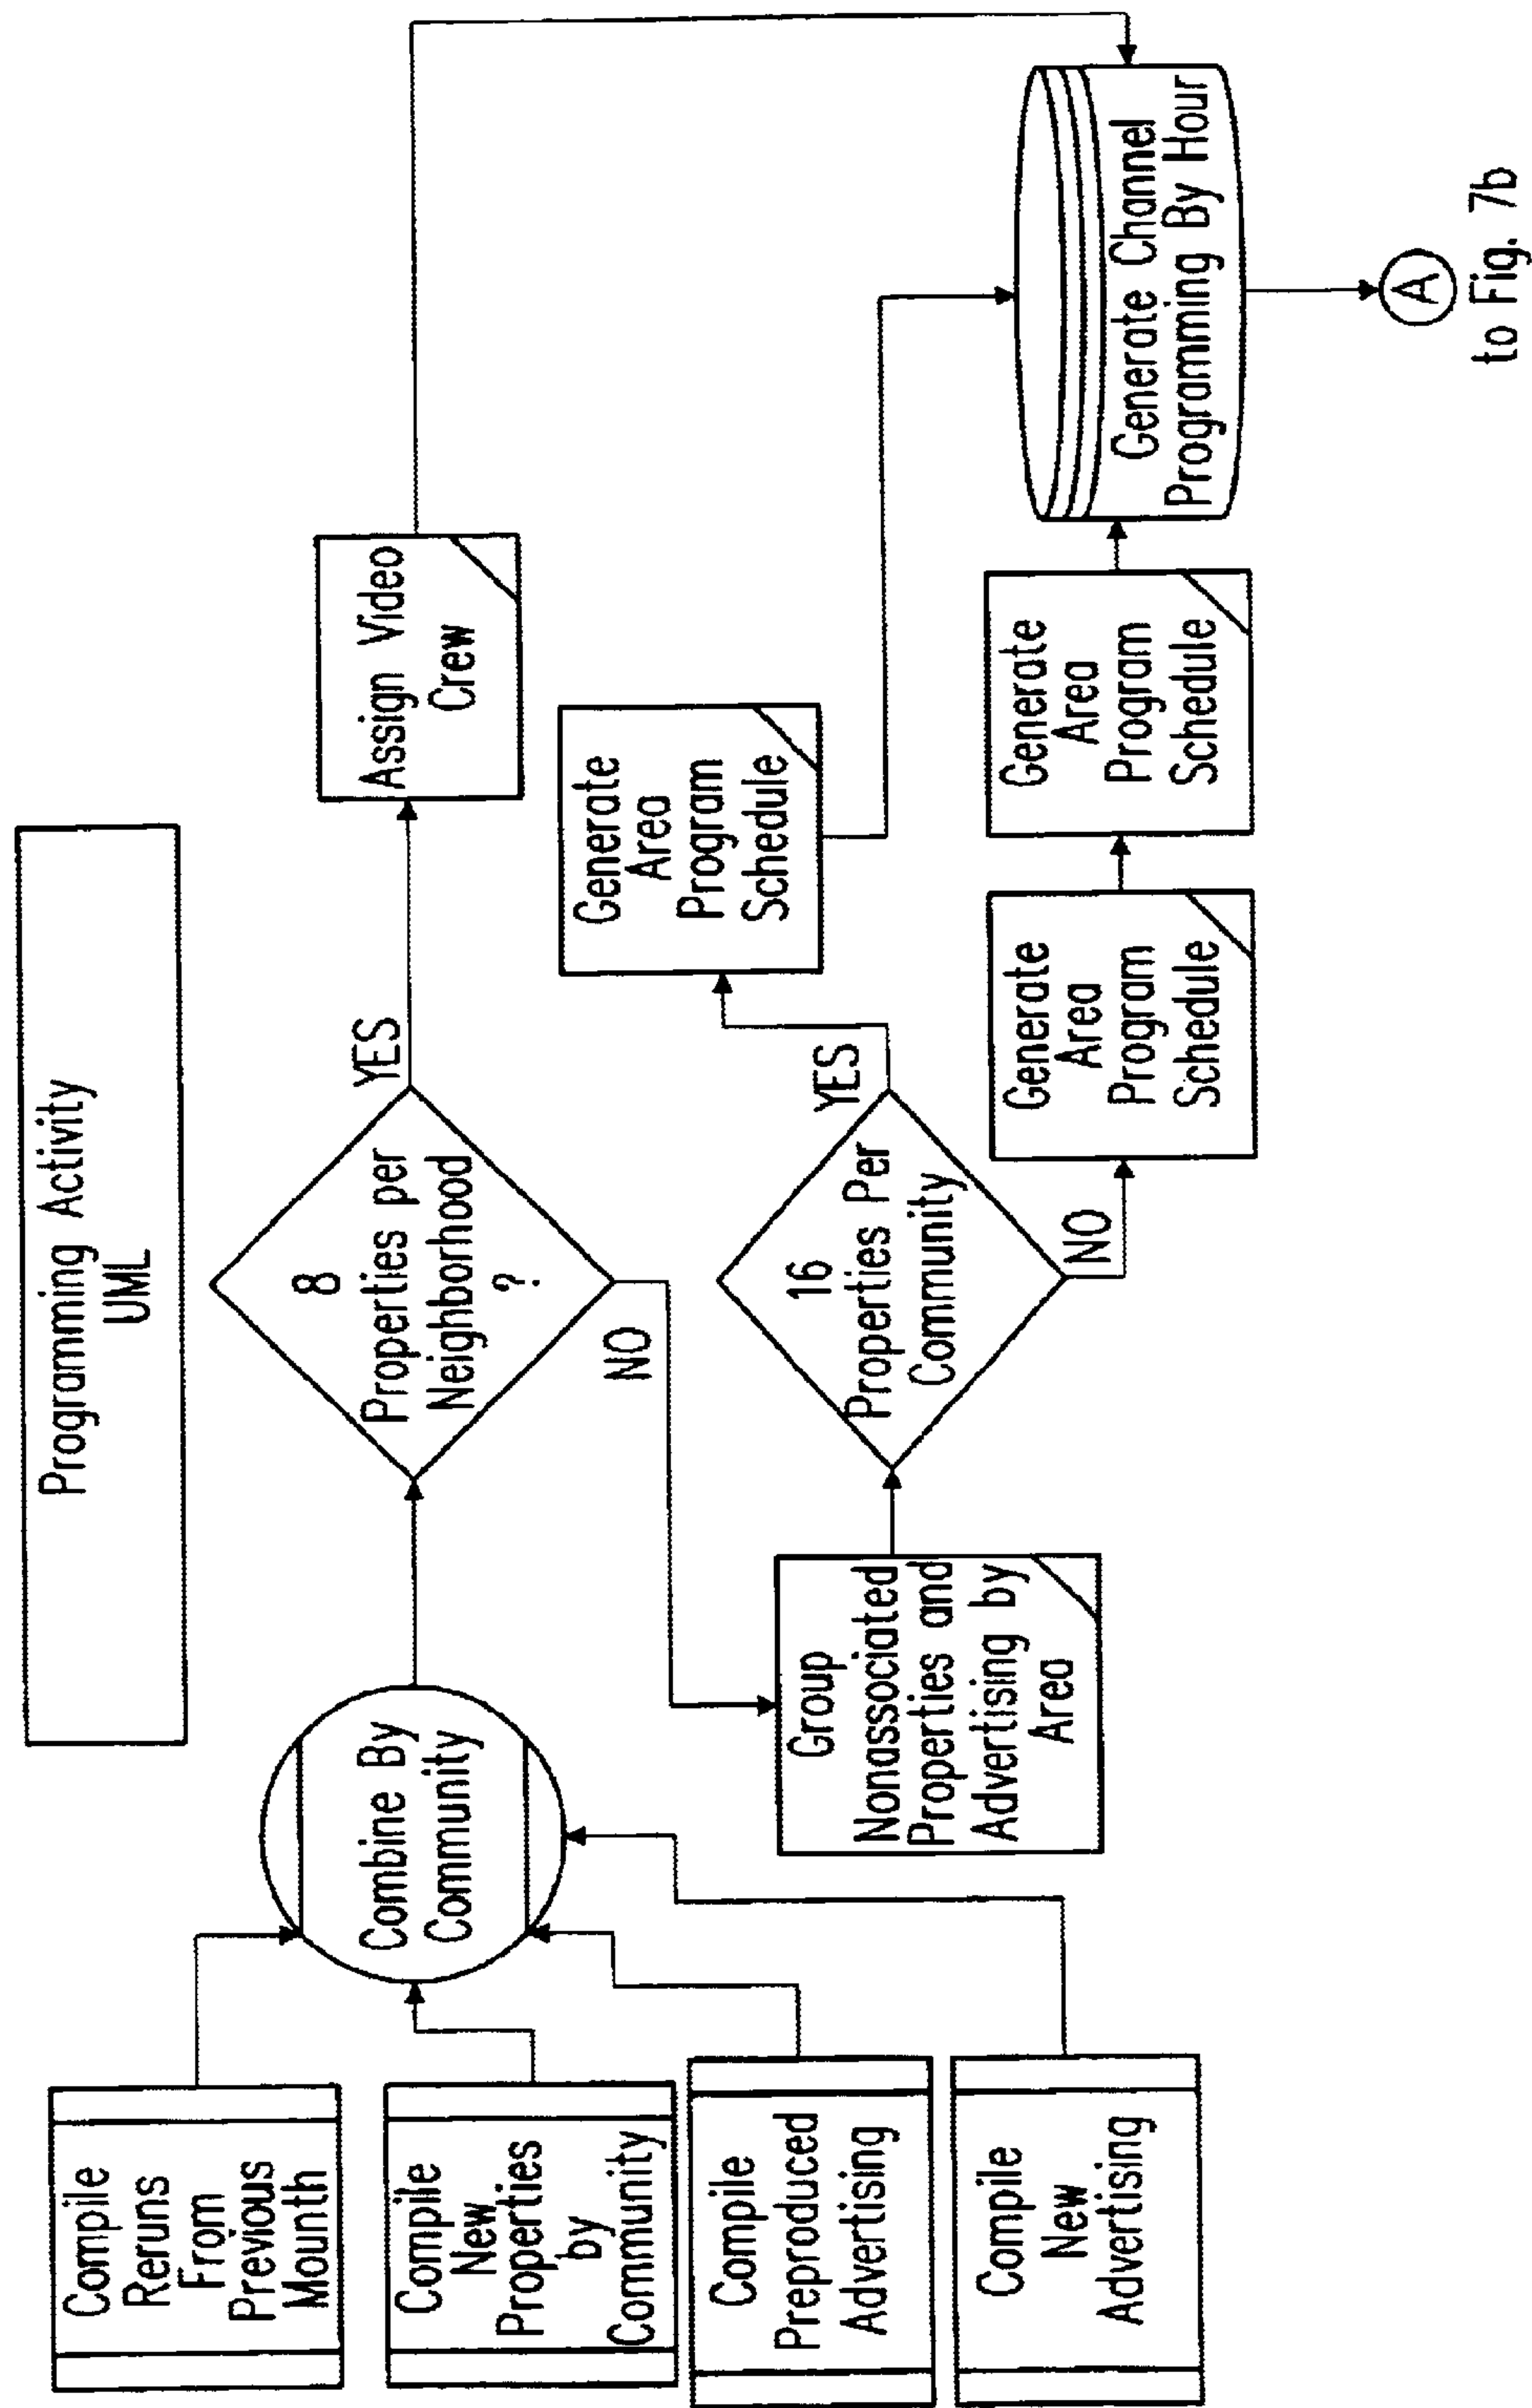 Programming Activity
UML
Compile
Reruns
From
Previous
Mounth
Compile
New
Properties
by
Community
Compile
Preproduced
Advertising
Compile
New
Advertising
Combine By
Community
8
Properties per
Neighborhood
?
YES
NO
Assign Video
Crew
Group
Nonassociated
Properties and
Advertising by
Area
16
Properties Per
Community
YES
NO
Generate
Area
Program
Schedule
Generate
Area
Program
Schedule
Generate
Area
Program
Schedule
Generate Channel
Programming By Hour
A
to Fig. 7b